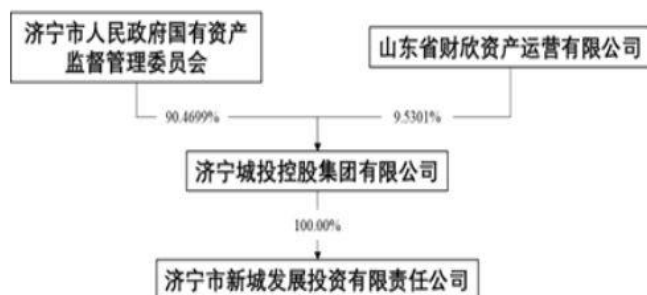 济宁市人民政府国有资产
监督管理委员会
山东省财欣资产运营有限公司
90.4699%
9.5301%
济宁城投控股集团有限公司
100.00%
济宁市新城发展投资有限责任公司